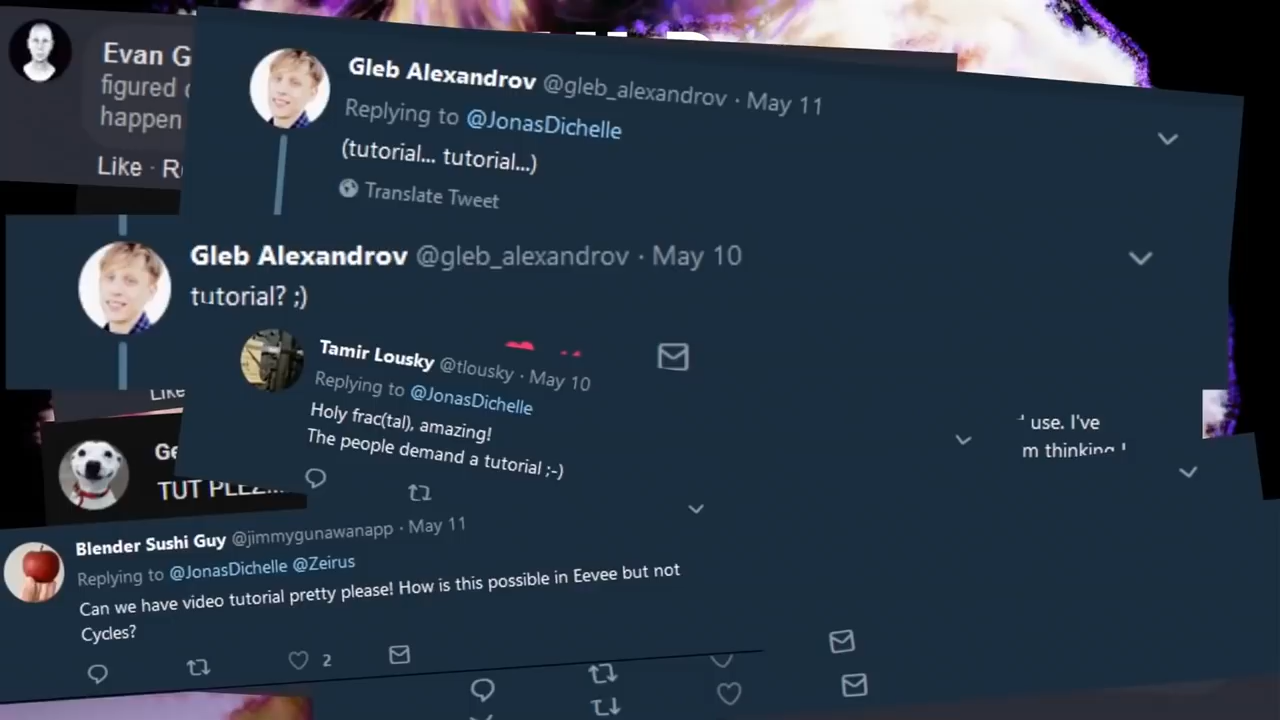 Evan G
figured
happen
Like ·
Gleb Alexandrov @gleb_alexandrov · May 11
Replying to @JonasDichelle
(tutorial... tutorial...)
Translate Tweet
Gleb Alexandrov @gleb_alexandrov · May 10
tutorial? ;)
Tamir Lousky @tlousky · May 10
Replying to @JonasDichelle
Holy frac(tal), amazing!
The people demand a tutorial ;-)
Like
use. I've
m thinking
Ge
TUT PLEZ...
Blender Sushi Guy @jimmygunawanapp · May 11
Replying to @JonasDichelle @Zeirus
Can we have video tutorial pretty please! How is this possible in Eevee but not
Cycles?
2